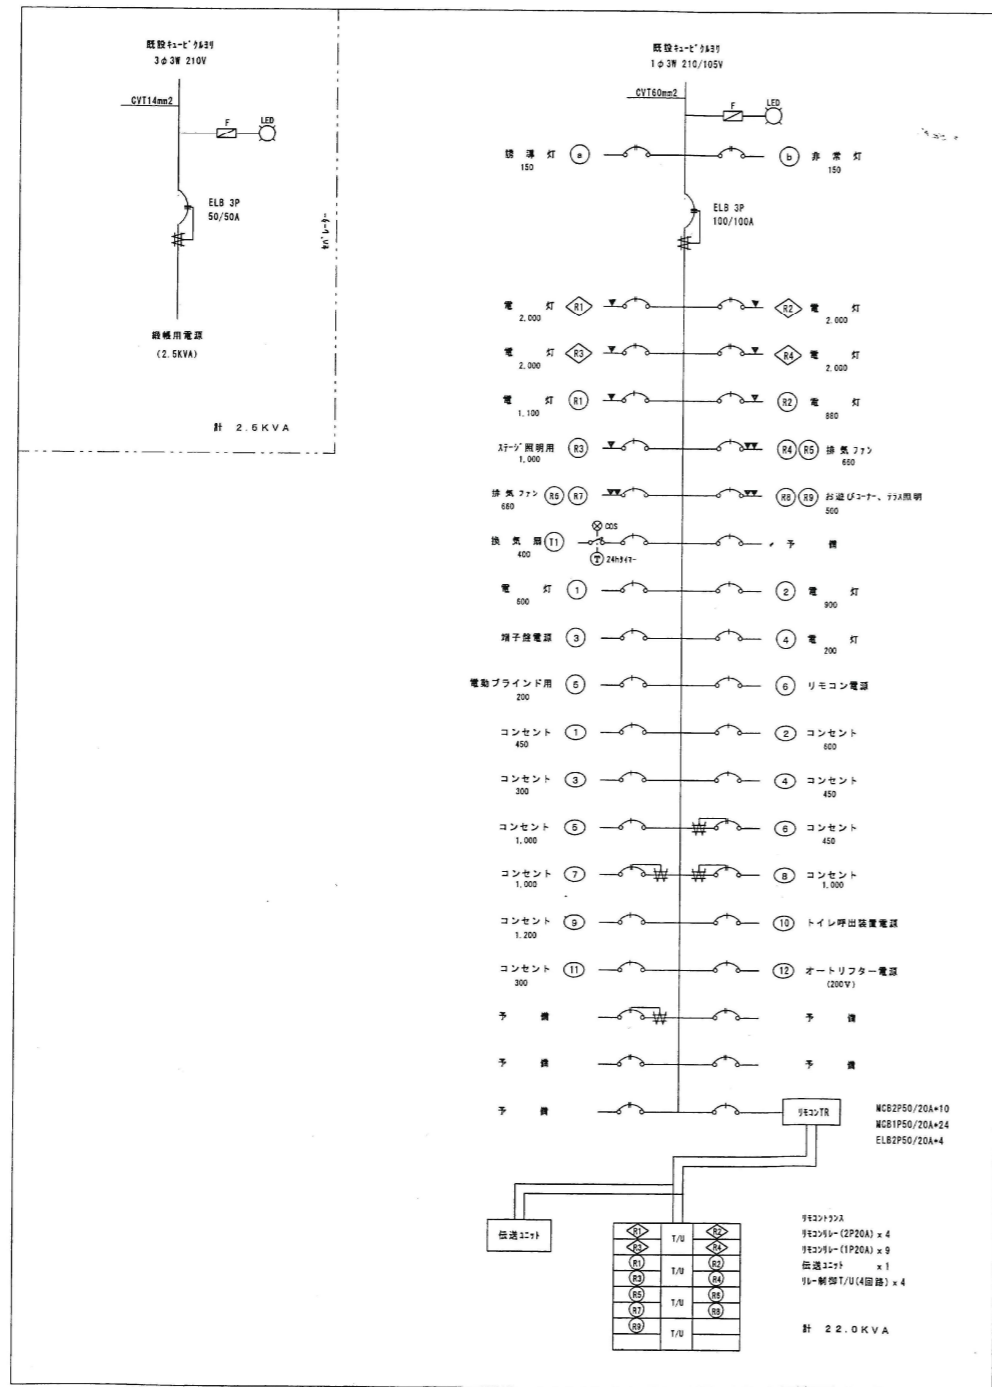 既設キュービクルヨリ
3φ3W 210V
CVT14mm2
F
LED
ELB 3P
50/50A
緞帳用電源
(2.5KVA)
計 2.5KVA
セパレーター
既設キュービクルヨリ
1φ3W 210/105V
CVT60mm2
F
LED
誘導灯 a b 非常灯
150 150
ELB 3P
100/100A
電灯 R1 R2 電灯
2,000 2,000
電灯 R3 R4 電灯
2,000 2,000
電灯 R1 R2 電灯
1,100 880
ステージ照明用 R3 R4 R5 排気ファン
1,000 660
排気ファン R6 R7 R8 R9 お遊びコーナー、テラス照明
660 500
COS
換気扇 T1 予備
400 T 24hタイマー
電灯 1 2 電灯
600 900
端子盤電源 3 4 電灯
200
電動ブラインド用 5 6 リモコン電源
200
コンセント 1 2 コンセント
450 600
コンセント 3 4 コンセント
300 450
コンセント 5 6 コンセント
1,000 450
コンセント 7 8 コンセント
1,000 1,000
コンセント 9 10 トイレ呼出装置電源
1,200
コンセント 11 12 オートリフター電源
300 (200V)
予備 予備
予備 予備
予備 リモコンTR
MCB2P50/20A*10
MCB1P50/20A*24
ELB2P50/20A*4
伝送ユニット
R1 T/U R2
R3 R4
R1 T/U R2
R3 R4
R5 T/U R6
R7 R8
R9 T/U
リモコントランス
リモコンリレー(2P20A) x 4
リモコンリレー(1P20A) x 9
伝送ユニット x 1
リレー制御T/U(4回路) x 4
計 22.0KVA